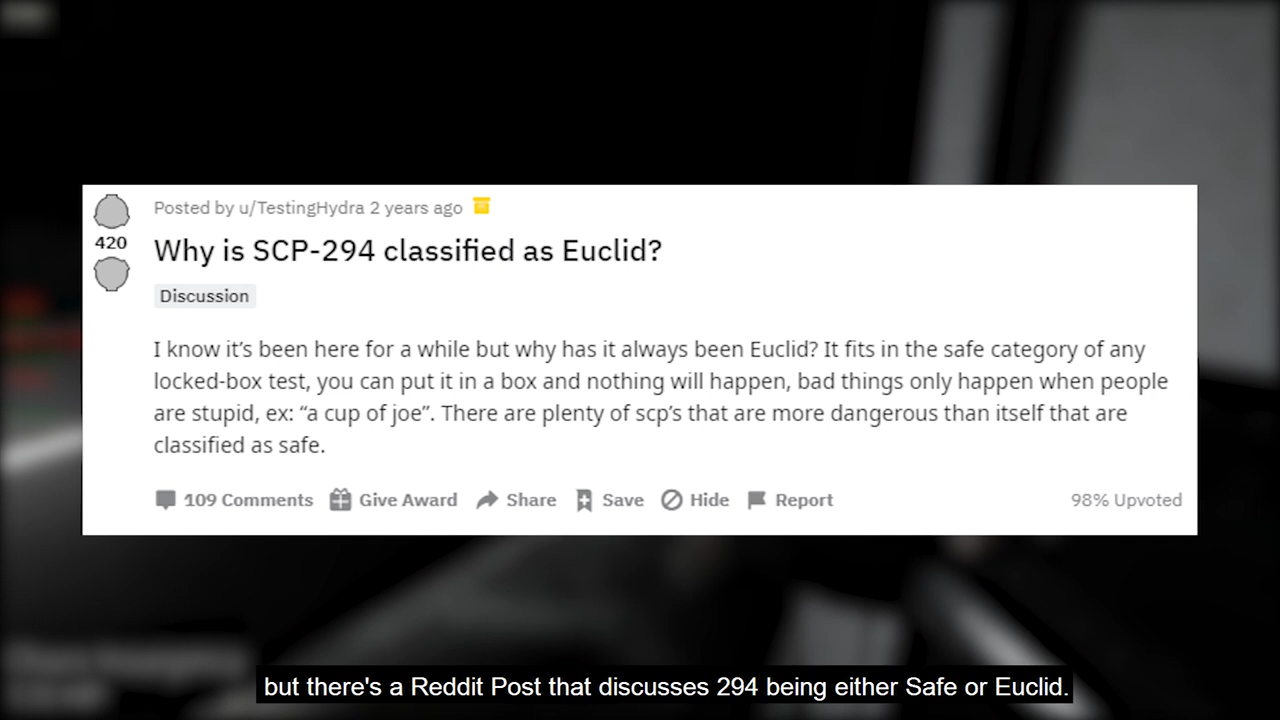 Posted by u/TestingHydra 2 years ago
420
Why is SCP-294 classified as Euclid?
Discussion
I know it’s been here for a while but why has it always been Euclid? It fits in the safe category of any
locked-box test, you can put it in a box and nothing will happen, bad things only happen when people
are stupid, ex: “a cup of joe”. There are plenty of scp’s that are more dangerous than itself that are
classified as safe.
109 Comments Give Award Share Save Hide Report 98% Upvoted
but there's a Reddit Post that discusses 294 being either Safe or Euclid.